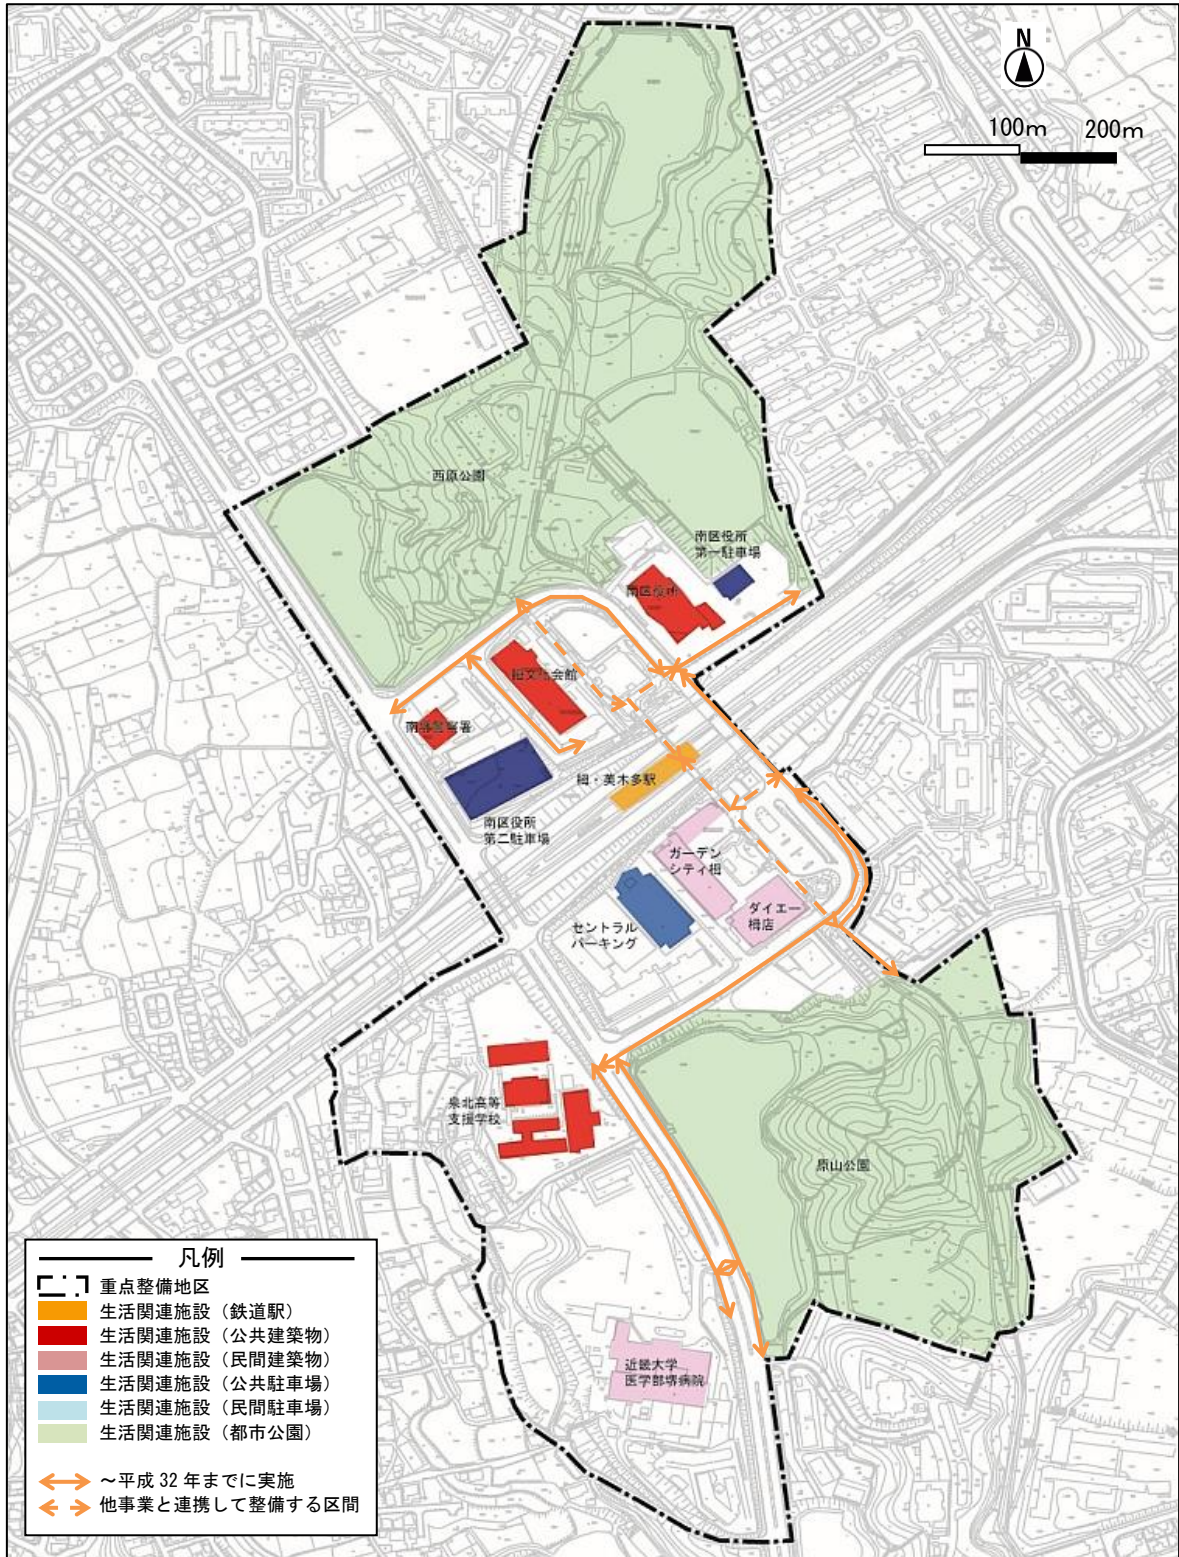 N
100m 200m
西原公園
南区役所
第一駐車場
南区役所
栂文化会館
南堺警察署
栂・美木多駅
南区役所
第二駐車場
ガーデン
シティ栂
ダイエー
栂店
セントラル
パーキング
泉北高等
支援学校
原山公園
近畿大学
医学部堺病院
凡例
重点整備地区
生活関連施設（鉄道駅）
生活関連施設（公共建築物）
生活関連施設（民間建築物）
生活関連施設（公共駐車場）
生活関連施設（民間駐車場）
生活関連施設（都市公園）
～平成 32 年までに実施
他事業と連携して整備する区間